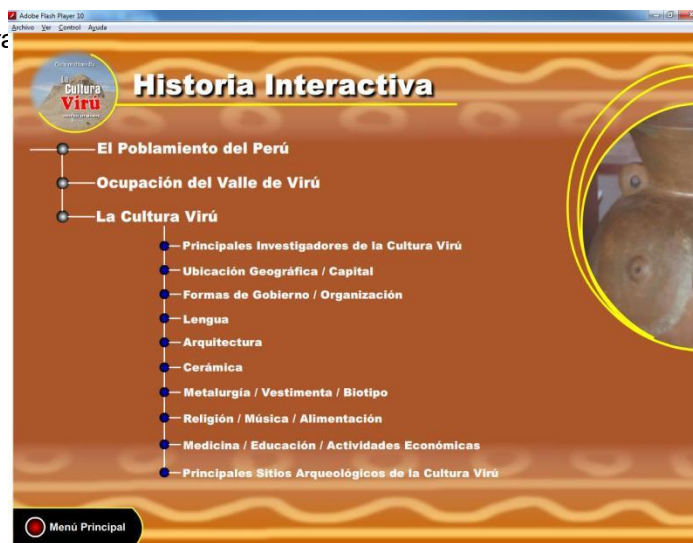 Adobe Flash Player 10
Archivo Ver Control Ayuda
La
Cultura
Virú
Historia Interactiva
El Poblamiento del Perú
Ocupación del Valle de Virú
La Cultura Virú
Principales Investigadores de la Cultura Virú
Ubicación Geográfica / Capital
Formas de Gobierno / Organización
Lengua
Arquitectura
Cerámica
Metalurgía / Vestimenta / Biotipo
Religión / Música / Alimentación
Medicina / Educación / Actividades Económicas
Principales Sitios Arqueológicos de la Cultura Virú
Menú Principal